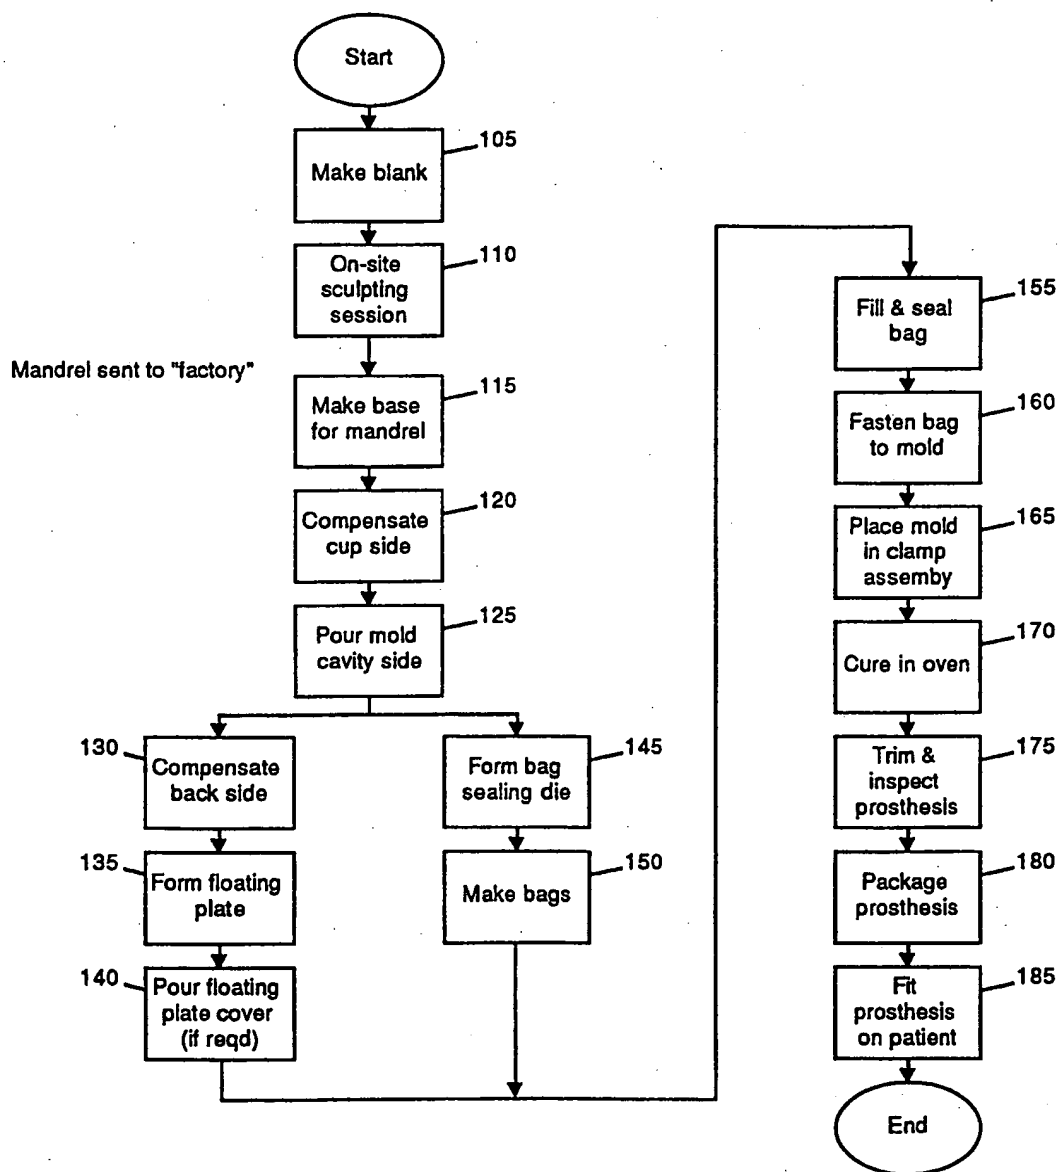 Start
105
Make blank
110
On-site
sculpting
session
Mandrel sent to "factory"
115
Make base
for mandrel
120
Compensate
cup side
125
Pour mold
cavity side
130
Compensate
back side
135
Form floating
plate
140
Pour floating
plate cover
(if reqd)
145
Form bag
sealing die
150
Make bags
155
Fill & seal
bag
160
Fasten bag
to mold
165
Place mold
in clamp
assemby
170
Cure in oven
175
Trim &
inspect
prosthesis
180
Package
prosthesis
185
Fit
prosthesis
on patient
End